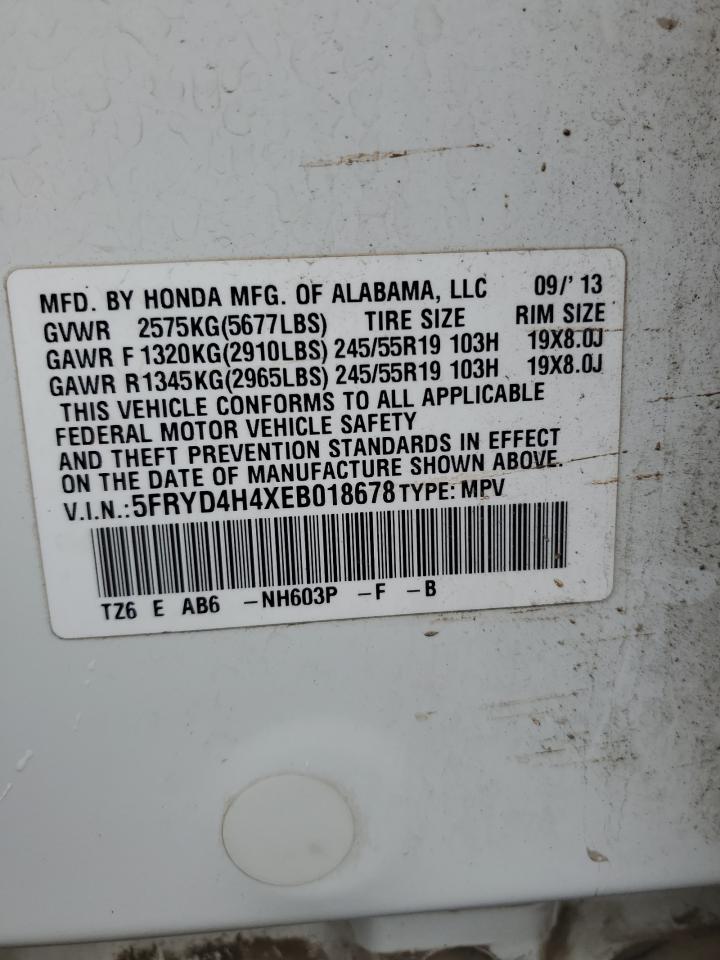 MFD. BY HONDA MFG. OF ALABAMA, LLC 09/' 13
GVWR 2575KG(5677LBS) TIRE SIZE RIM SIZE
GAWR F 1320KG(2910LBS) 245/55R19 103H 19X8.0J
GAWR R1345KG(2965LBS) 245/55R19 103H 19X8.0J
THIS VEHICLE CONFORMS TO ALL APPLICABLE
FEDERAL MOTOR VEHICLE SAFETY
AND THEFT PREVENTION STANDARDS IN EFFECT
ON THE DATE OF MANUFACTURE SHOWN ABOVE.
V.I.N.: 5FRYD4H4XEB018678 TYPE: MPV
TZ6 E AB6 -NH603P -F -B